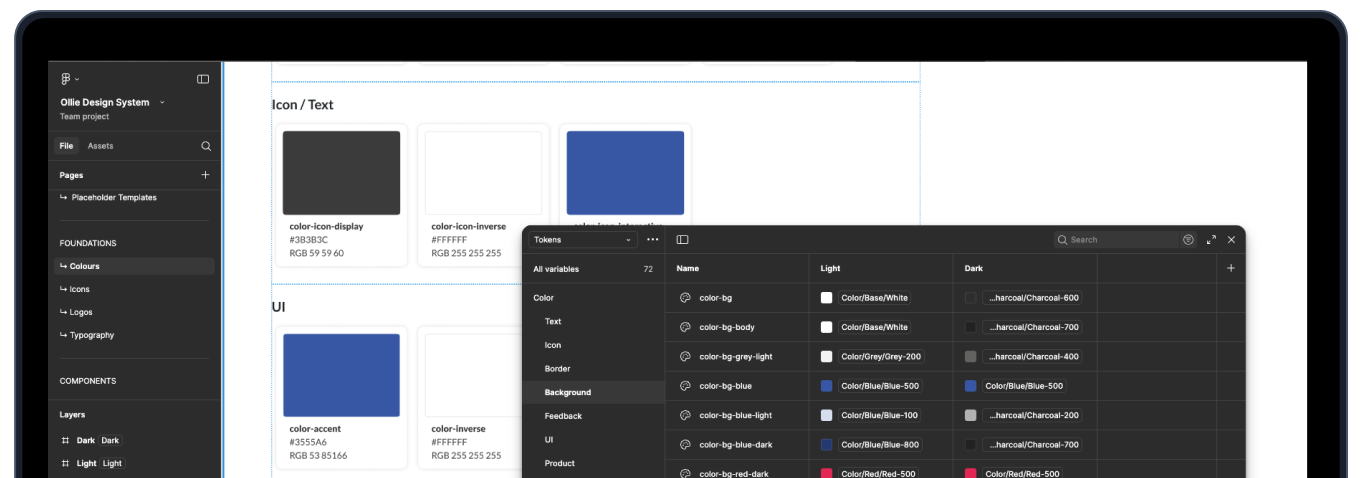 Ollie Design System
Team project
File Assets
Pages
Placeholder Templates
FOUNDATIONS
Colours
Icons
Logos
Typography
COMPONENTS
Layers
Dark Dark
Light Light
Icon / Text
color-icon-display
#3B3B3C
RGB 59 59 60
color-icon-inverse
#FFFFFF
RGB 255 255 255
UI
color-accent
#3555A6
RGB 53 85166
color-inverse
#FFFFFF
RGB 255 255 255
Tokens
Search
All variables 72
Color
Text
Icon
Border
Background
Feedback
UI
Product
Name Light Dark
color-bg Color/Base/White ...harcoal/Charcoal-600
color-bg-body Color/Base/White ...harcoal/Charcoal-700
color-bg-grey-light Color/Grey/Grey-200 ...harcoal/Charcoal-400
color-bg-blue Color/Blue/Blue-500 Color/Blue/Blue-500
color-bg-blue-light Color/Blue/Blue-100 ...harcoal/Charcoal-200
color-bg-blue-dark Color/Blue/Blue-800 ...harcoal/Charcoal-700
color-bg-red-dark Color/Red/Red-500 Color/Red/Red-500